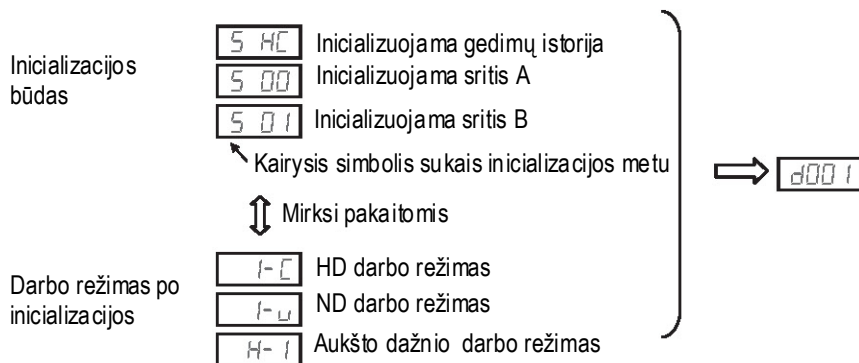 Inicializacijos
būdas
5 HC Inicializuojama gedimų istorija
5 00 Inicializuojama sritis A
5 01 Inicializuojama sritis B
Kairysis simbolis sukais inicializacijos metu
d001
Mirksi pakaitomis
Darbo režimas po
inicializacijos
1-C HD darbo režimas
1-u ND darbo režimas
H-1 Aukšto dažnio darbo režimas